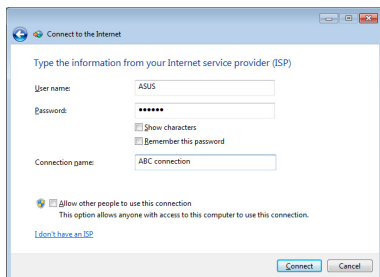 Connect to the Internet
Type the information from your Internet service provider (ISP)
User name: ASUS
Password: ••••••
Show characters
Remember this password
Connection name: ABC connection
Allow other people to use this connection
This option allows anyone with access to this computer to use this connection.
I don't have an ISP
Connect Cancel